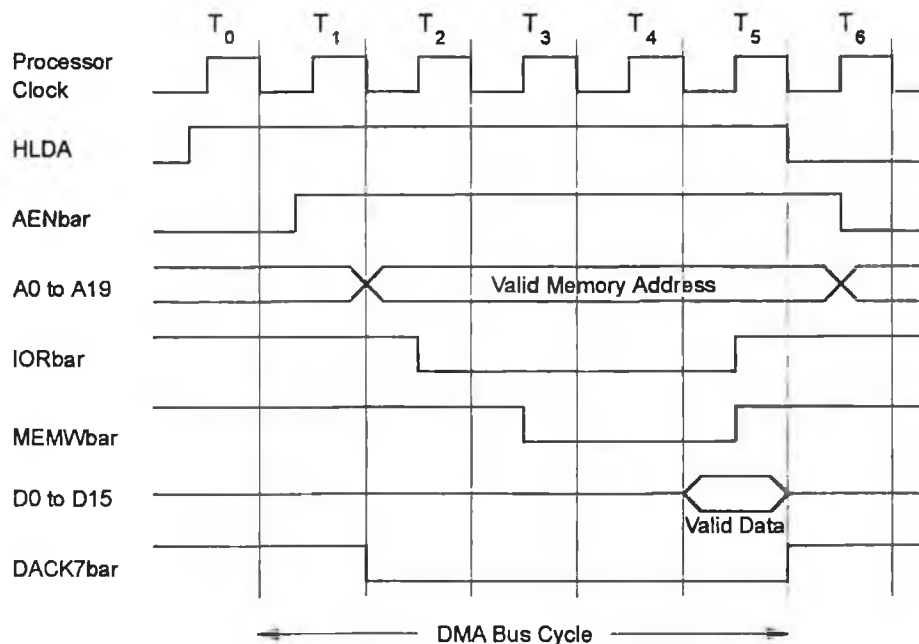 T0 T1 T2 T3 T4 T5 T6
Processor
Clock
HLDA
AENbar
A0 to A19
Valid Memory Address
IORbar
MEMWbar
D0 to D15
Valid Data
DACK7bar
DMA Bus Cycle